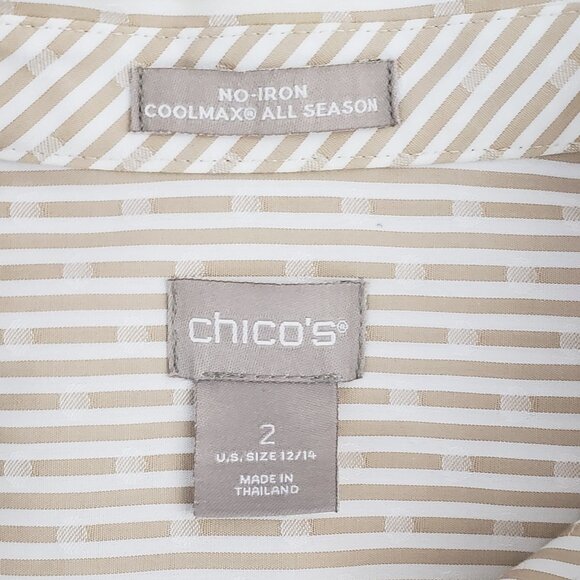 NO-IRON
COOLMAX® ALL SEASON
chico's®
2
U.S. SIZE 12/14
MADE IN
THAILAND